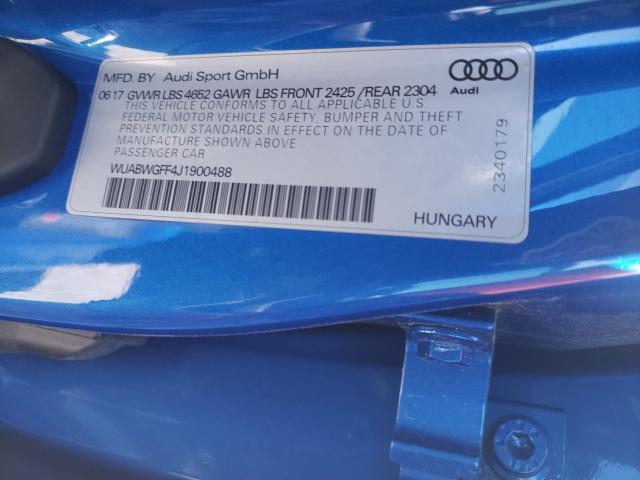 MFD. BY Audi Sport GmbH
Audi
06 17 GVWR LBS 4652 GAWR LBS FRONT 2425 / REAR 2304
THIS VEHICLE CONFORMS TO ALL APPLICABLE U.S
FEDERAL MOTOR VEHICLE SAFETY, BUMPER AND THEFT
PREVENTION STANDARDS IN EFFECT ON THE DATE OF
MANUFACTURE SHOWN ABOVE
PASSENGER CAR
WUABWGFF4J1900488
2340179
HUNGARY